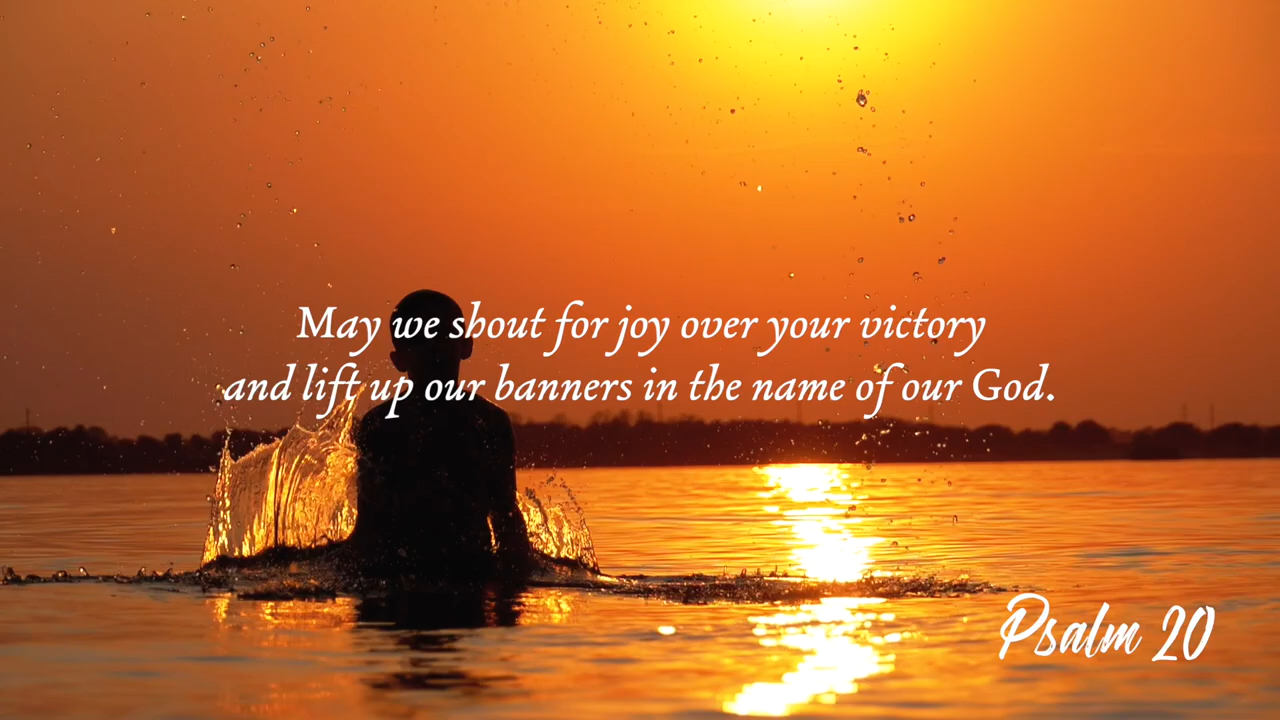 May we shout for joy over your victory
and lift up our banners in the name of our God.
Psalm 20